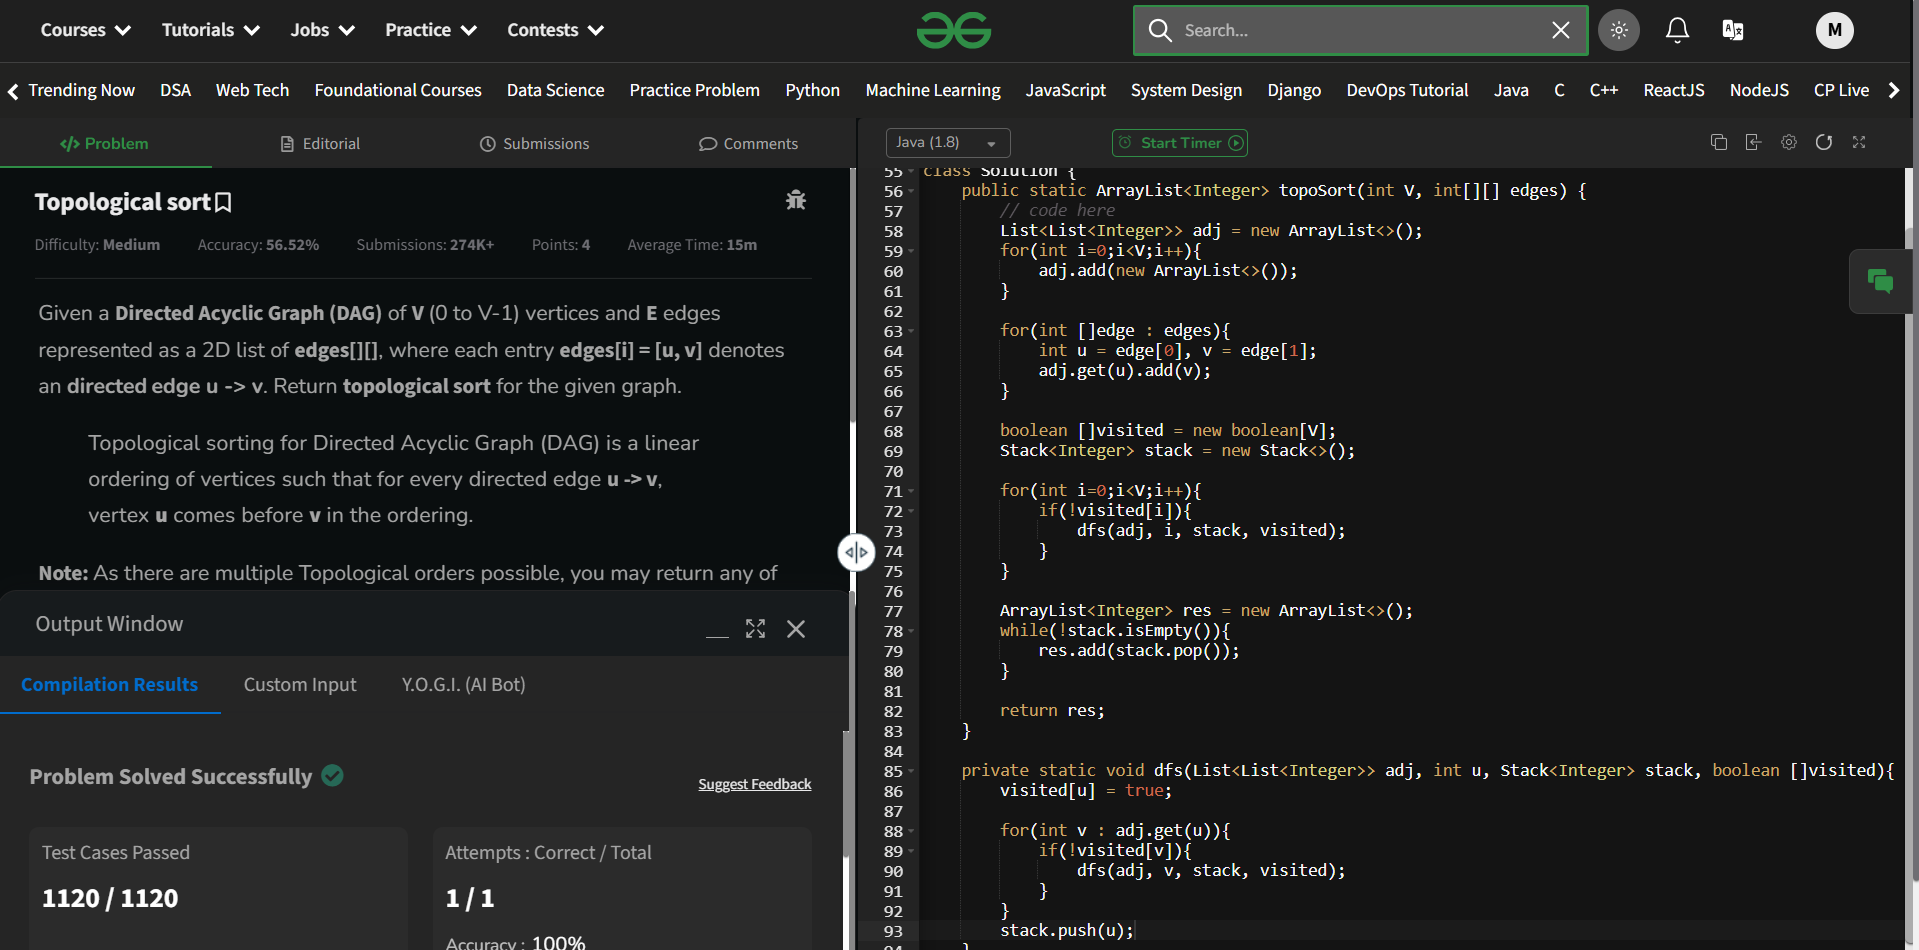 Courses Tutorials Jobs Practice Contests Search... M
Trending Now DSA Web Tech Foundational Courses Data Science Practice Problem Python Machine Learning JavaScript System Design Django DevOps Tutorial Java C C++ ReactJS NodeJS CP Live
</> Problem Editorial Submissions Comments
Topological sort
Difficulty: Medium Accuracy: 56.52% Submissions: 274K+ Points: 4 Average Time: 15m
Given a Directed Acyclic Graph (DAG) of V (0 to V-1) vertices and E edges
represented as a 2D list of edges[][], where each entry edges[i] = [u, v] denotes
an directed edge u -> v. Return topological sort for the given graph.
Topological sorting for Directed Acyclic Graph (DAG) is a linear
ordering of vertices such that for every directed edge u -> v,
vertex u comes before v in the ordering.
Note: As there are multiple Topological orders possible, you may return any of
Output Window
Compilation Results Custom Input Y.O.G.I. (AI Bot)
Problem Solved Successfully
Suggest Feedback
Test Cases Passed
1120 / 1120
Attempts : Correct / Total
1 / 1
Accuracy : 100%
Java (1.8) Start Timer
55 class Solution {
56 public static ArrayList<Integer> topoSort(int V, int[][] edges) {
57 // code here
58 List<List<Integer>> adj = new ArrayList<>();
59 for(int i=0;i<V;i++){
60 adj.add(new ArrayList<>());
61 }
62
63 for(int []edge : edges){
64 int u = edge[0], v = edge[1];
65 adj.get(u).add(v);
66 }
67
68 boolean []visited = new boolean[V];
69 Stack<Integer> stack = new Stack<>();
70
71 for(int i=0;i<V;i++){
72 if(!visited[i]){
73 dfs(adj, i, stack, visited);
74 }
75 }
76
77 ArrayList<Integer> res = new ArrayList<>();
78 while(!stack.isEmpty()){
79 res.add(stack.pop());
80 }
81
82 return res;
83 }
84
85 private static void dfs(List<List<Integer>> adj, int u, Stack<Integer> stack, boolean []visited){
86 visited[u] = true;
87
88 for(int v : adj.get(u)){
89 if(!visited[v]){
90 dfs(adj, v, stack, visited);
91 }
92 }
93 stack.push(u);
94 }